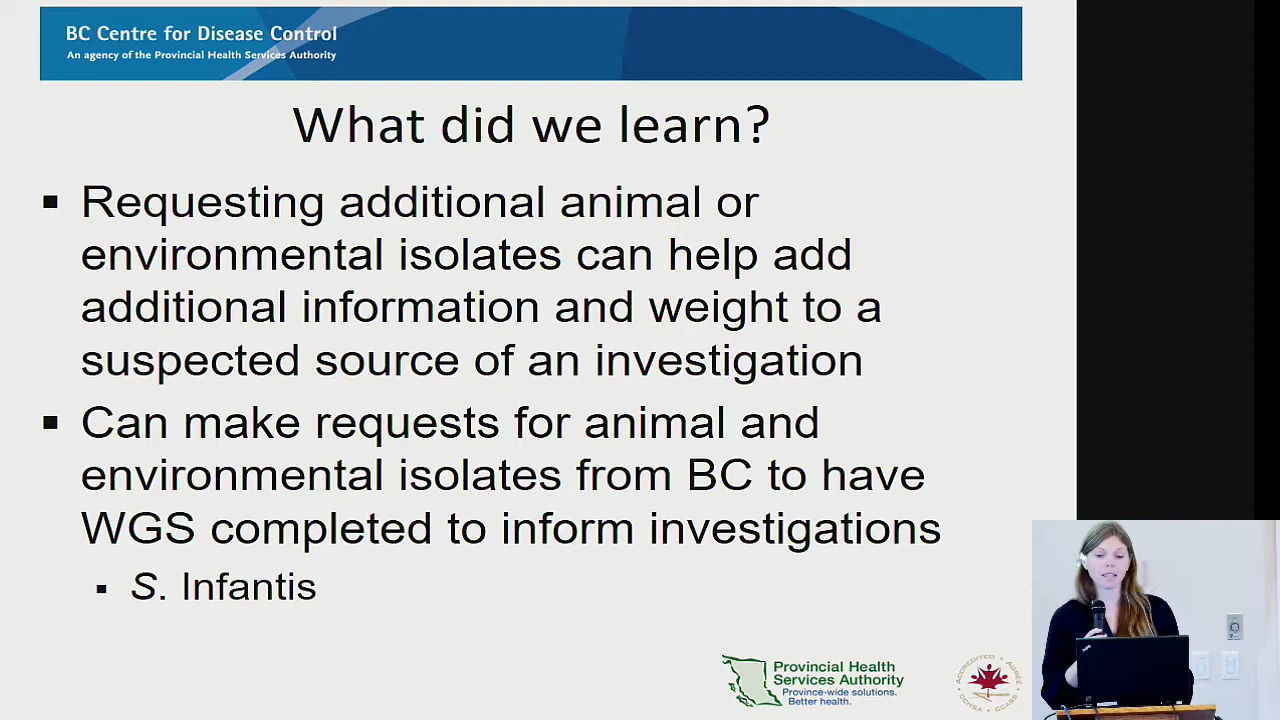 BC Centre for Disease Control
An agency of the Provincial Health Services Authority
What did we learn?
▪ Requesting additional animal or
environmental isolates can help add
additional information and weight to a
suspected source of an investigation
▪ Can make requests for animal and
environmental isolates from BC to have
WGS completed to inform investigations
▪ S. Infantis
Provincial Health
Services Authority
Province-wide solutions.
Better health.
ACCREDITED